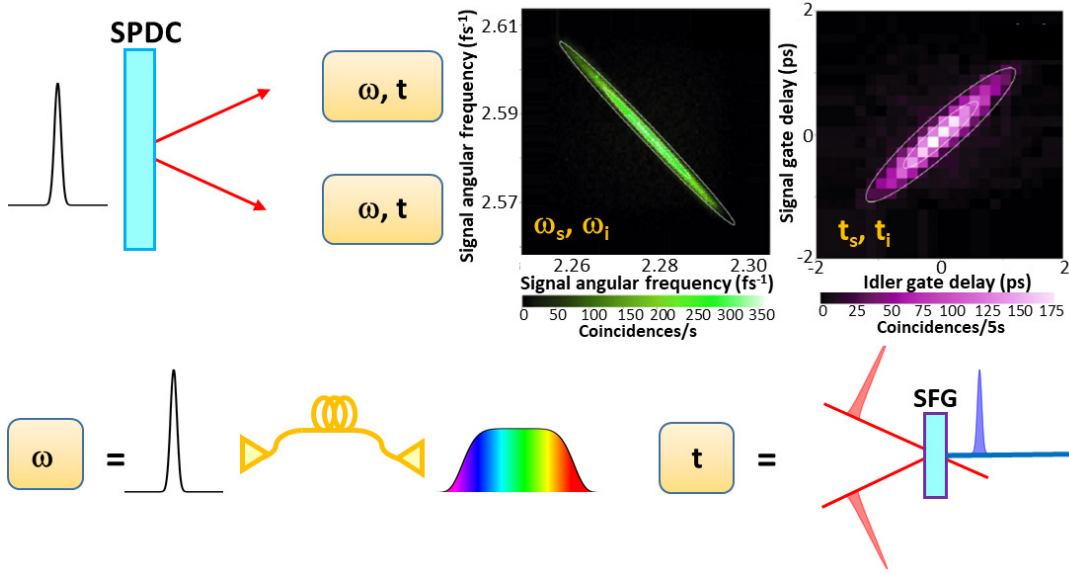 SPDC
ω, t
ω, t
Signal angular frequency (fs-1)
2.61
2.59
2.57
ωs, ωi
2.26 2.28 2.30
Signal angular frequency (fs-1)
0 50 100 150 200 250 300 350
Coincidences/s
Signal gate delay (ps)
2
0
-2
ts, ti
-2 -1 0 1 2
Idler gate delay (ps)
0 25 50 75 100 125 150 175
Coincidences/5s
ω =
t =
SFG